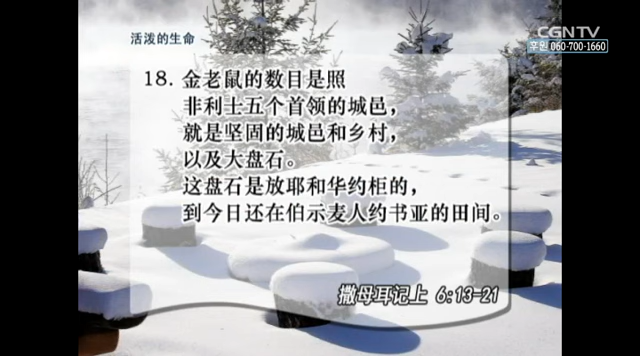 活泼的生命
CGNTV
후원 060-700-1660
18. 金老鼠的数目是照
非利士五个首领的城邑，
就是坚固的城邑和乡村，
以及大盘石。
这盘石是放耶和华约柜的，
到今日还在伯示麦人约书亚的田间。
撒母耳记上 6:13-21